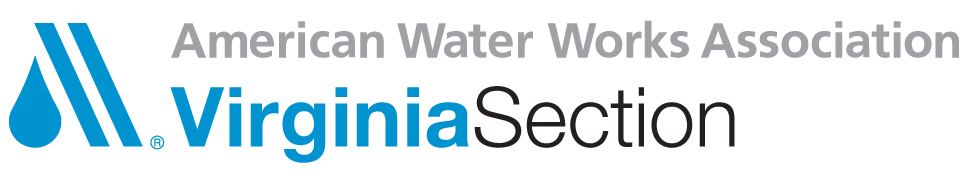 American Water Works Association
® VirginiaSection